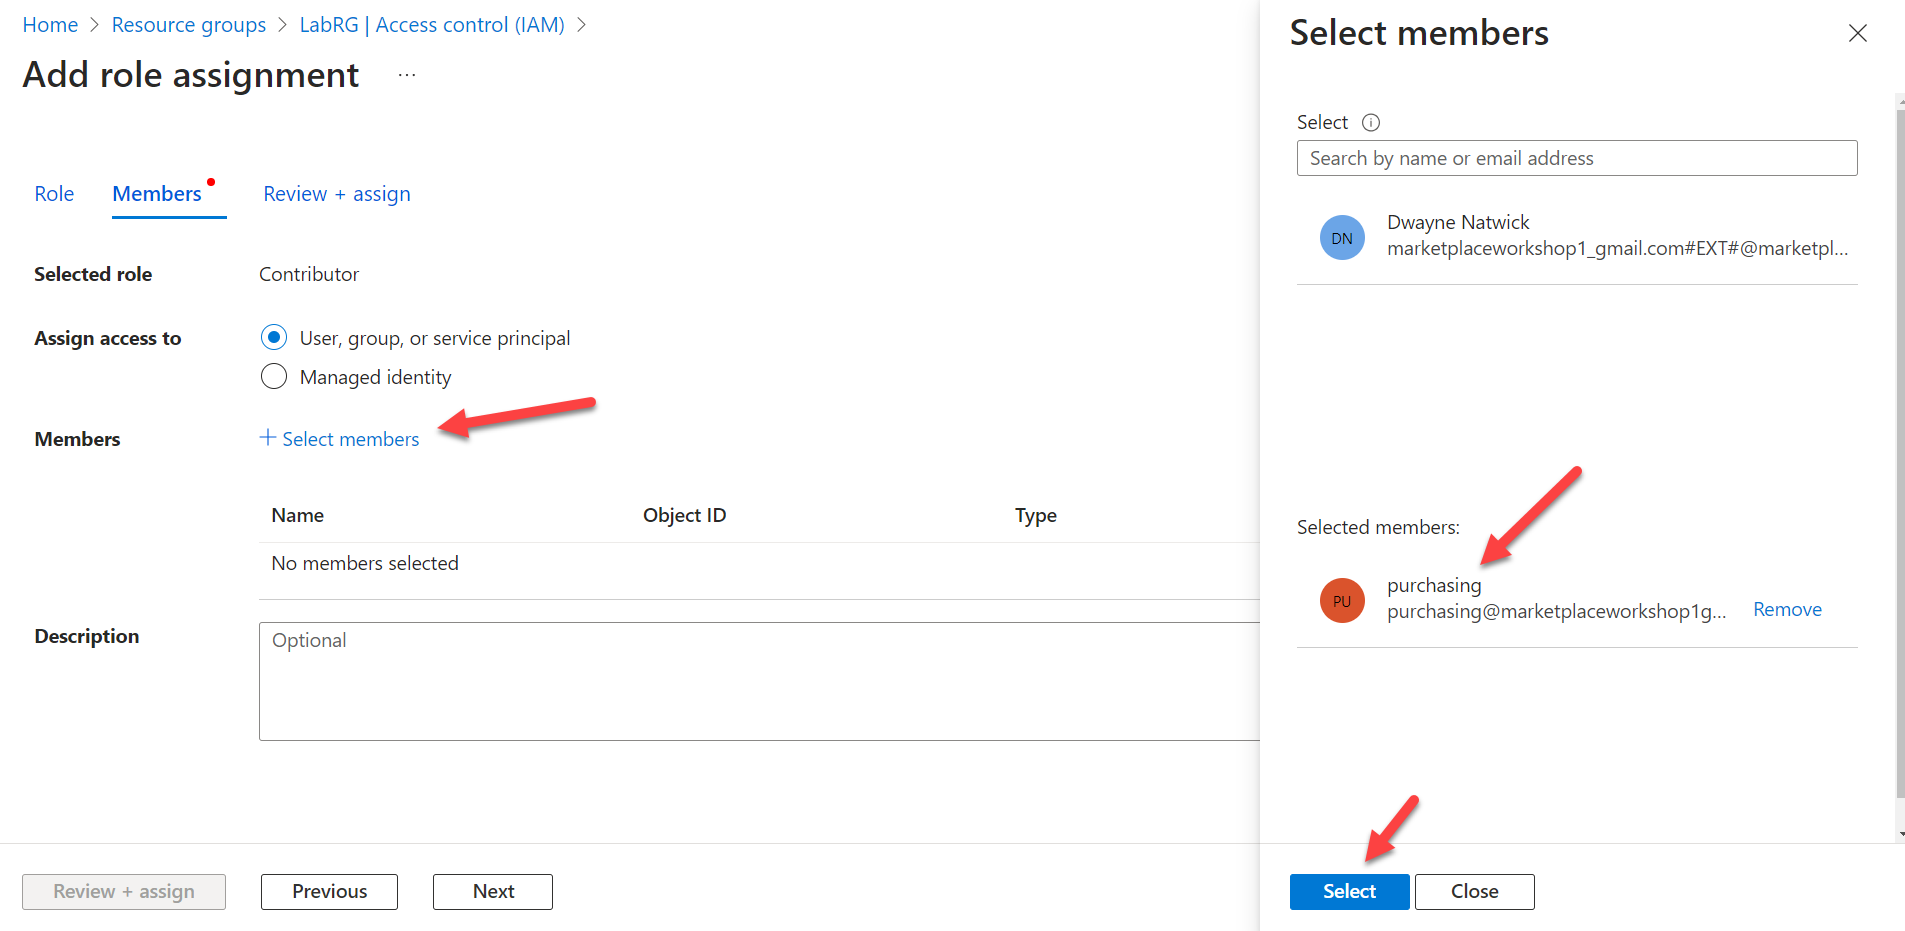 Home > Resource groups > LabRG | Access control (IAM) >
Add role assignment ...
Role Members Review + assign
Selected role Contributor
Assign access to User, group, or service principal
Managed identity
Members + Select members
Name Object ID Type
No members selected
Description Optional
Review + assign Previous Next
Select members
Select
Search by name or email address
DN Dwayne Natwick
marketplaceworkshop1_gmail.com#EXT#@marketpl...
Selected members:
PU purchasing
purchasing@marketplaceworkshop1g... Remove
Select Close